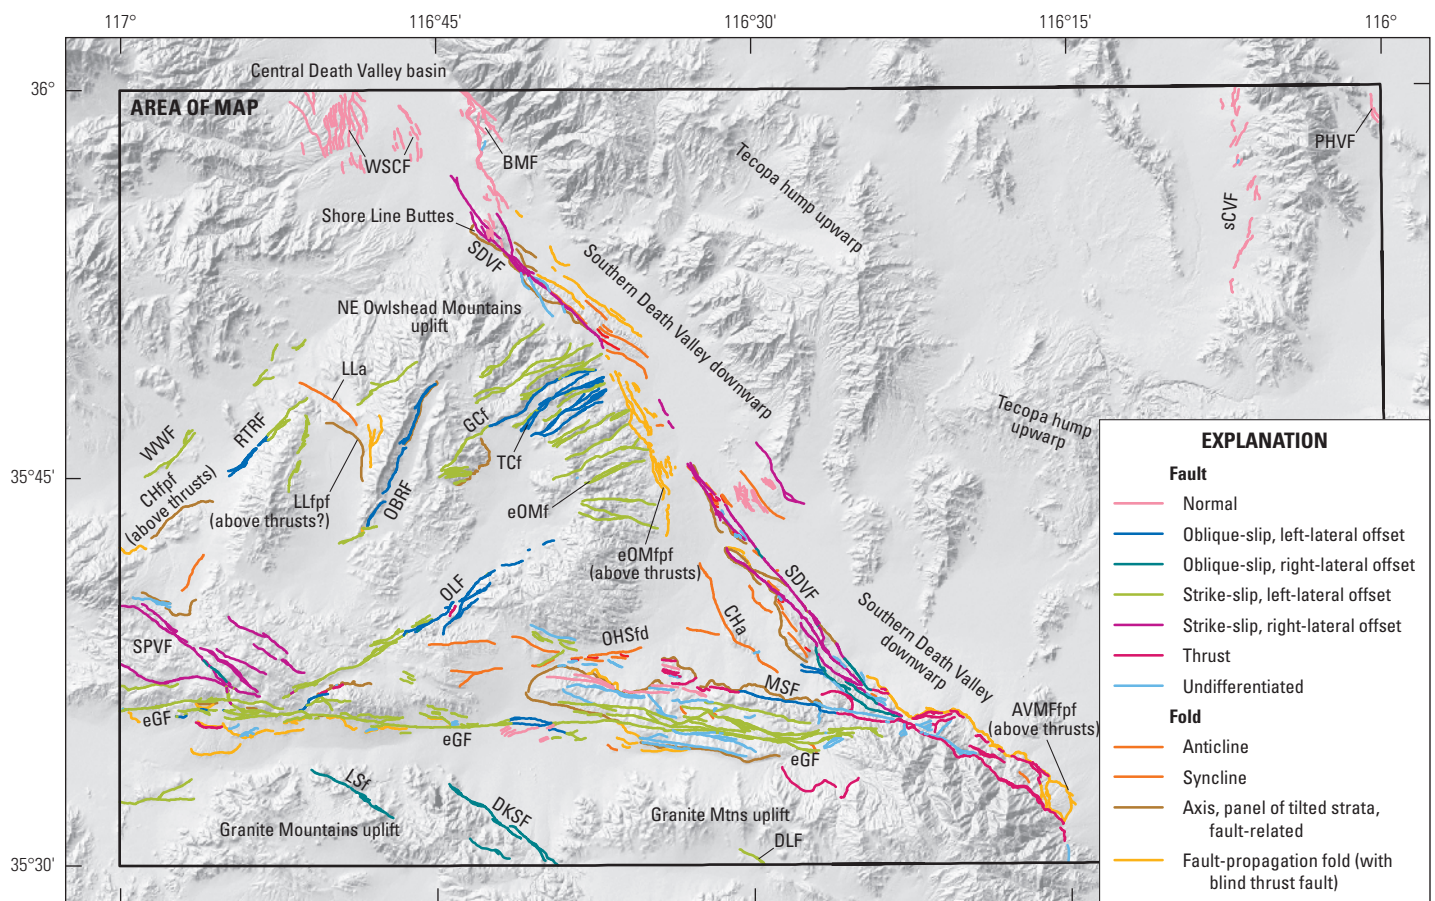 117°
116°45'
116°30'
116°15'
116°
36°
35°45'
35°30'
Central Death Valley basin
AREA OF MAP
WSCF
BMF
PHVF
sCVF
Tecopa hump upwarp
Shore Line Buttes
SDVF
Southern Death Valley downwarp
NE Owlshead Mountains
uplift
LLa
GCf
TCf
RTRF
WWF
CHfpf
(above thrusts)
LLfpf
(above thrusts?)
OBRF
eOMf
eOMfpf
(above thrusts)
Tecopa hump
upwarp
OLF
CHa
SDVF
Southern Death Valley
downwarp
SPVF
OHSfd
MSF
eGF
eGF
eGF
AVMFfpf
(above thrusts)
LSf
DKSF
Granite Mountains uplift
Granite Mtns uplift
DLF
EXPLANATION
Fault
Normal
Oblique-slip, left-lateral offset
Oblique-slip, right-lateral offset
Strike-slip, left-lateral offset
Strike-slip, right-lateral offset
Thrust
Undifferentiated
Fold
Anticline
Syncline
Axis, panel of tilted strata,
fault-related
Fault-propagation fold (with
blind thrust fault)